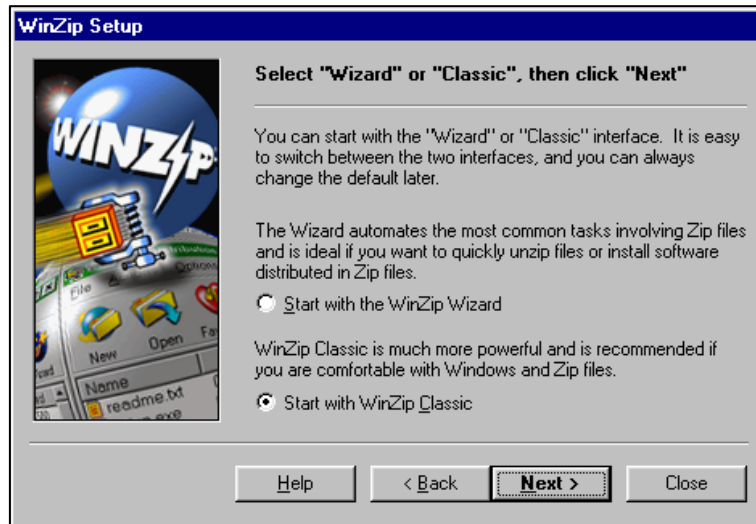 WinZip Setup
WINZIP
File
Options
New
Open
Fav
Name
readme.txt
.exe
Select "Wizard" or "Classic", then click "Next"
You can start with the "Wizard" or "Classic" interface.  It is easy
to switch between the two interfaces, and you can always
change the default later.
The Wizard automates the most common tasks involving Zip files
and is ideal if you want to quickly unzip files or install software
distributed in Zip files.
Start with the WinZip Wizard
WinZip Classic is much more powerful and is recommended if
you are comfortable with Windows and Zip files.
Start with WinZip Classic
Help
< Back
Next >
Close